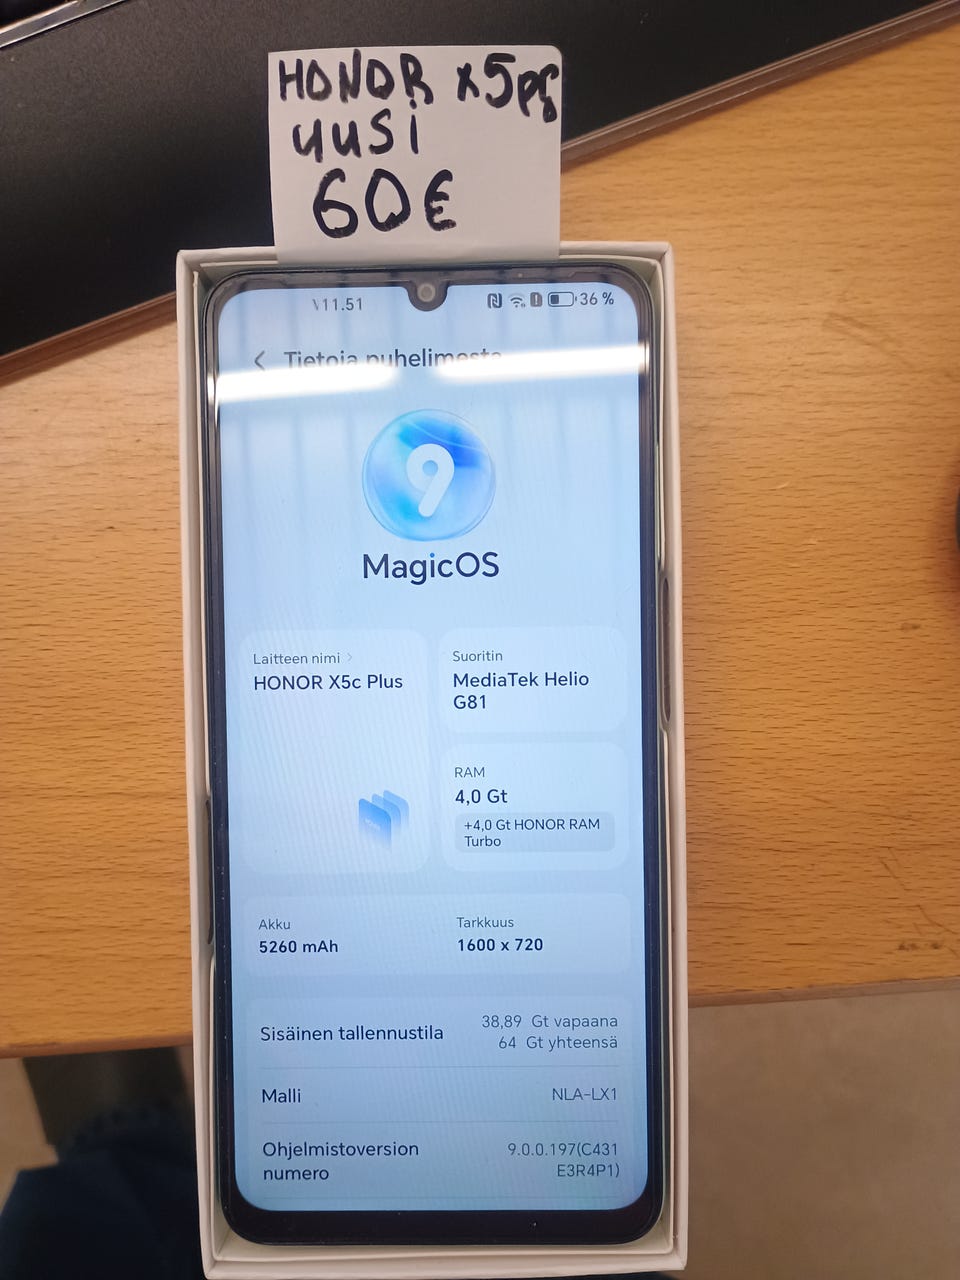 HONOR x5pg
uusi
60€
11.51
36 %
Tietoja puhelimesta
9
MagicOS
Laitteen nimi >
HONOR X5c Plus
Suoritin
MediaTek Helio
G81
RAM
4,0 Gt
+4,0 Gt HONOR RAM
Turbo
Akku
5260 mAh
Tarkkuus
1600 x 720
Sisäinen tallennustila
38,89 Gt vapaana
64 Gt yhteensä
Malli
NLA-LX1
Ohjelmistoversion
numero
9.0.0.197(C431
E3R4P1)